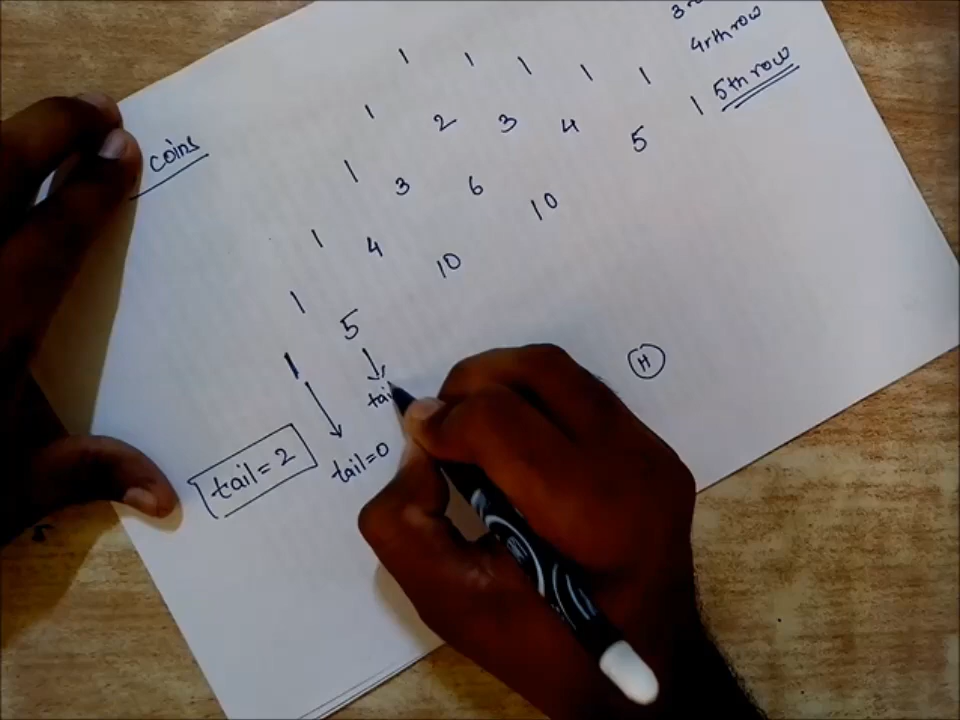 coins
4rth row
5th row
1 1 1 1 1
1 2 3 4 5 1
1 3 6 10
1 4 10
1 5
1
tail=0
tail=2
H